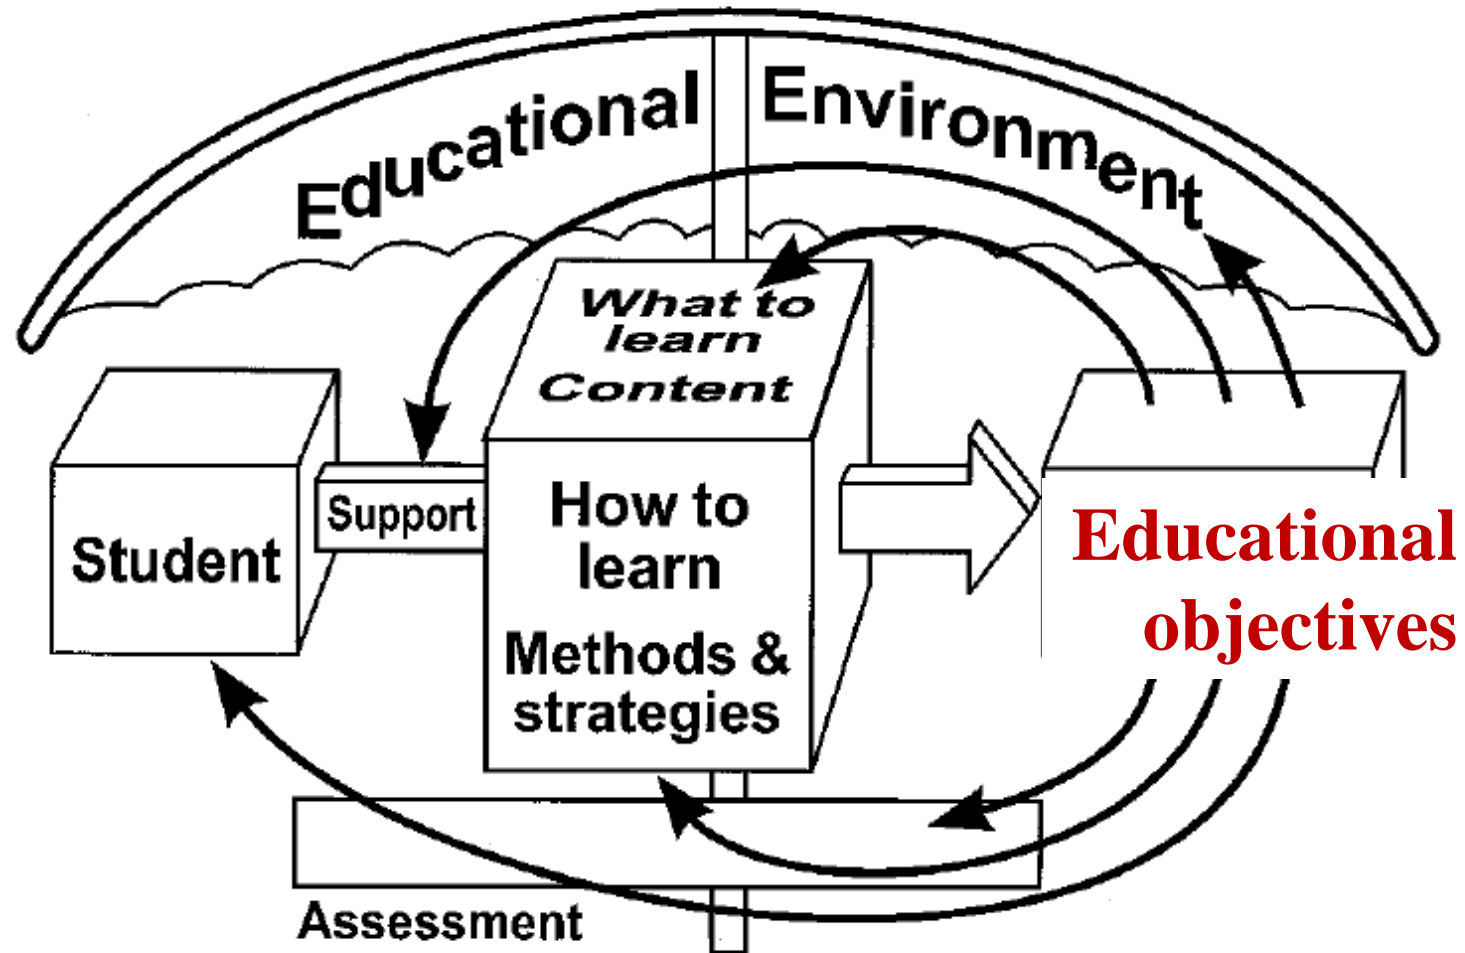 Educational Environment
What to
learn
Content
Student
Support
How to
learn
Methods &
strategies
Educational
objectives
Assessment